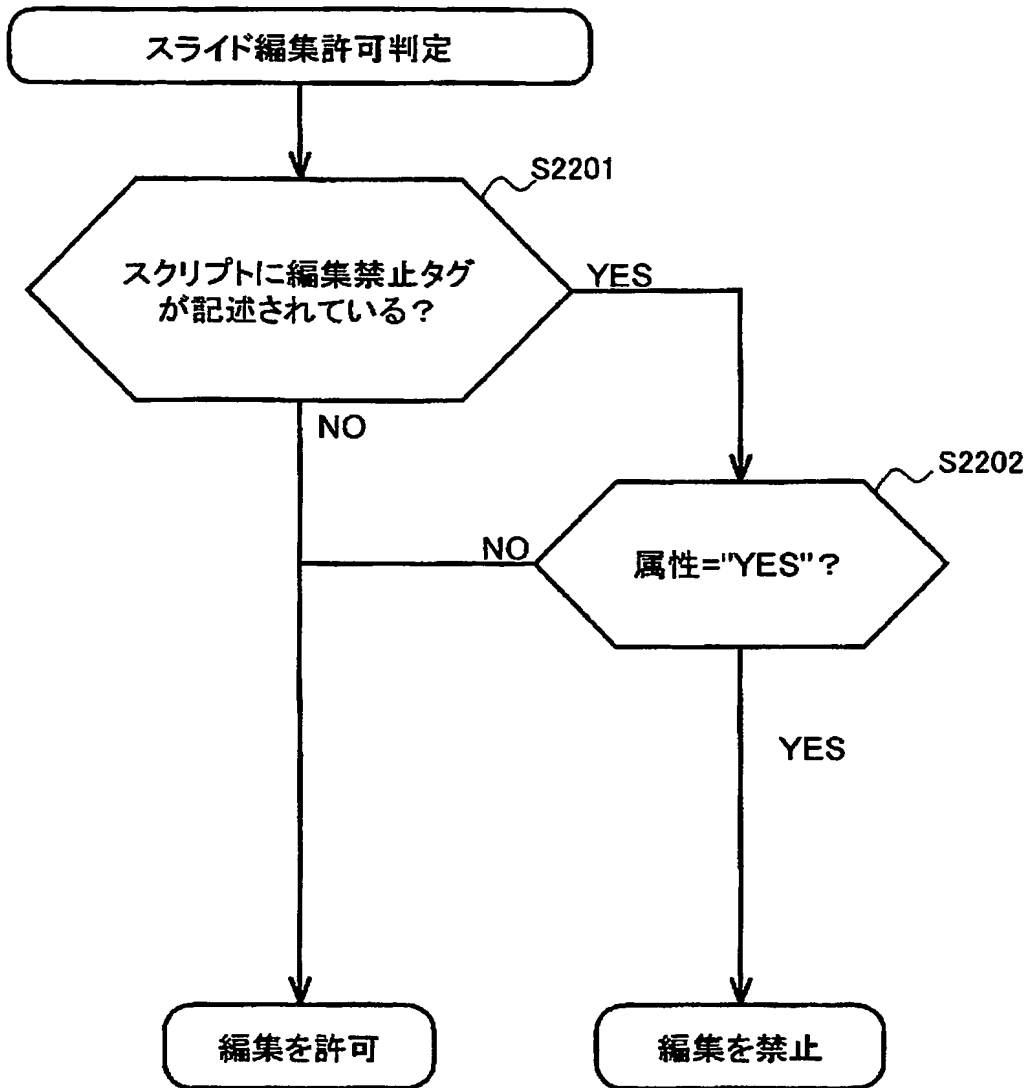 スライド編集許可判定
S2201
スクリプトに編集禁止タグ
が記述されている?
YES
NO
S2202
NO
属性="YES"?
YES
編集を許可
編集を禁止